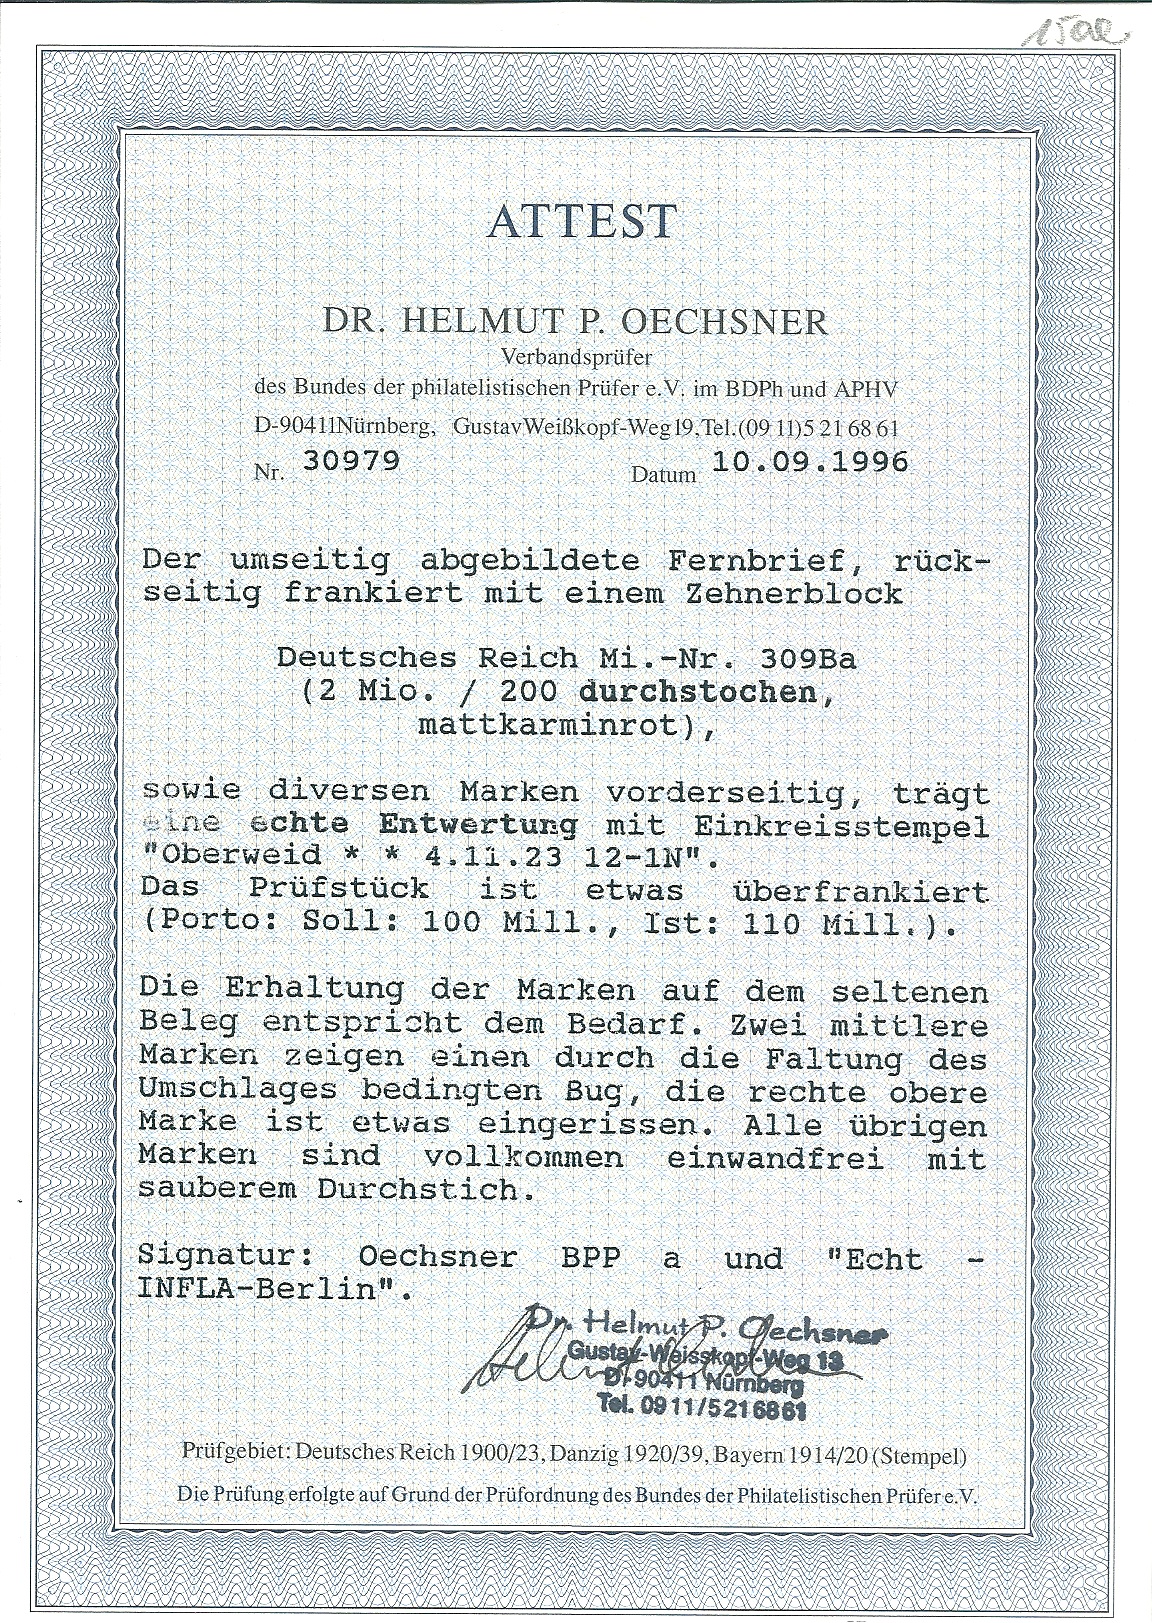 ATTEST
DR. HELMUT P. OECHSNER
Verbandsprüfer
des Bundes der philatelistischen Prüfer e.V. im BDPh und APHV
D-90411Nürnberg, GustavWeißkopf-Weg19,Tel.(0911)5216861
Nr. 30979 Datum 10.09.1996
Der umseitig abgebildete Fernbrief, rück-
seitig frankiert mit einem Zehnerblock
Deutsches Reich Mi.-Nr. 309Ba
(2 Mio. / 200 durchstochen,
mattkarminrot),
sowie diversen Marken vorderseitig, trägt
eine echte Entwertung mit Einkreisstempel
"Oberweid * * 4.11.23 12-1N".
Das Prüfstück ist etwas überfrankiert
(Porto: Soll: 100 Mill., Ist: 110 Mill.).
Die Erhaltung der Marken auf dem seltenen
Beleg entspricht dem Bedarf. Zwei mittlere
Marken zeigen einen durch die Faltung des
Umschlages bedingten Bug, die rechte obere
Marke ist etwas eingerissen. Alle übrigen
Marken sind vollkommen einwandfrei mit
sauberem Durchstich.
Signatur: Oechsner BPP a und "Echt -
INFLA-Berlin".
Dr. Helmut P. Oechsner
Gustav-Weisskopf-Weg 13
D-90411 Nürnberg
Tel. 0911/5216861
Prüfgebiet: Deutsches Reich 1900/23, Danzig 1920/39, Bayern 1914/20 (Stempel)
Die Prüfung erfolgte auf Grund der Prüfordnung des Bundes der Philatelistischen Prüfer e.V.